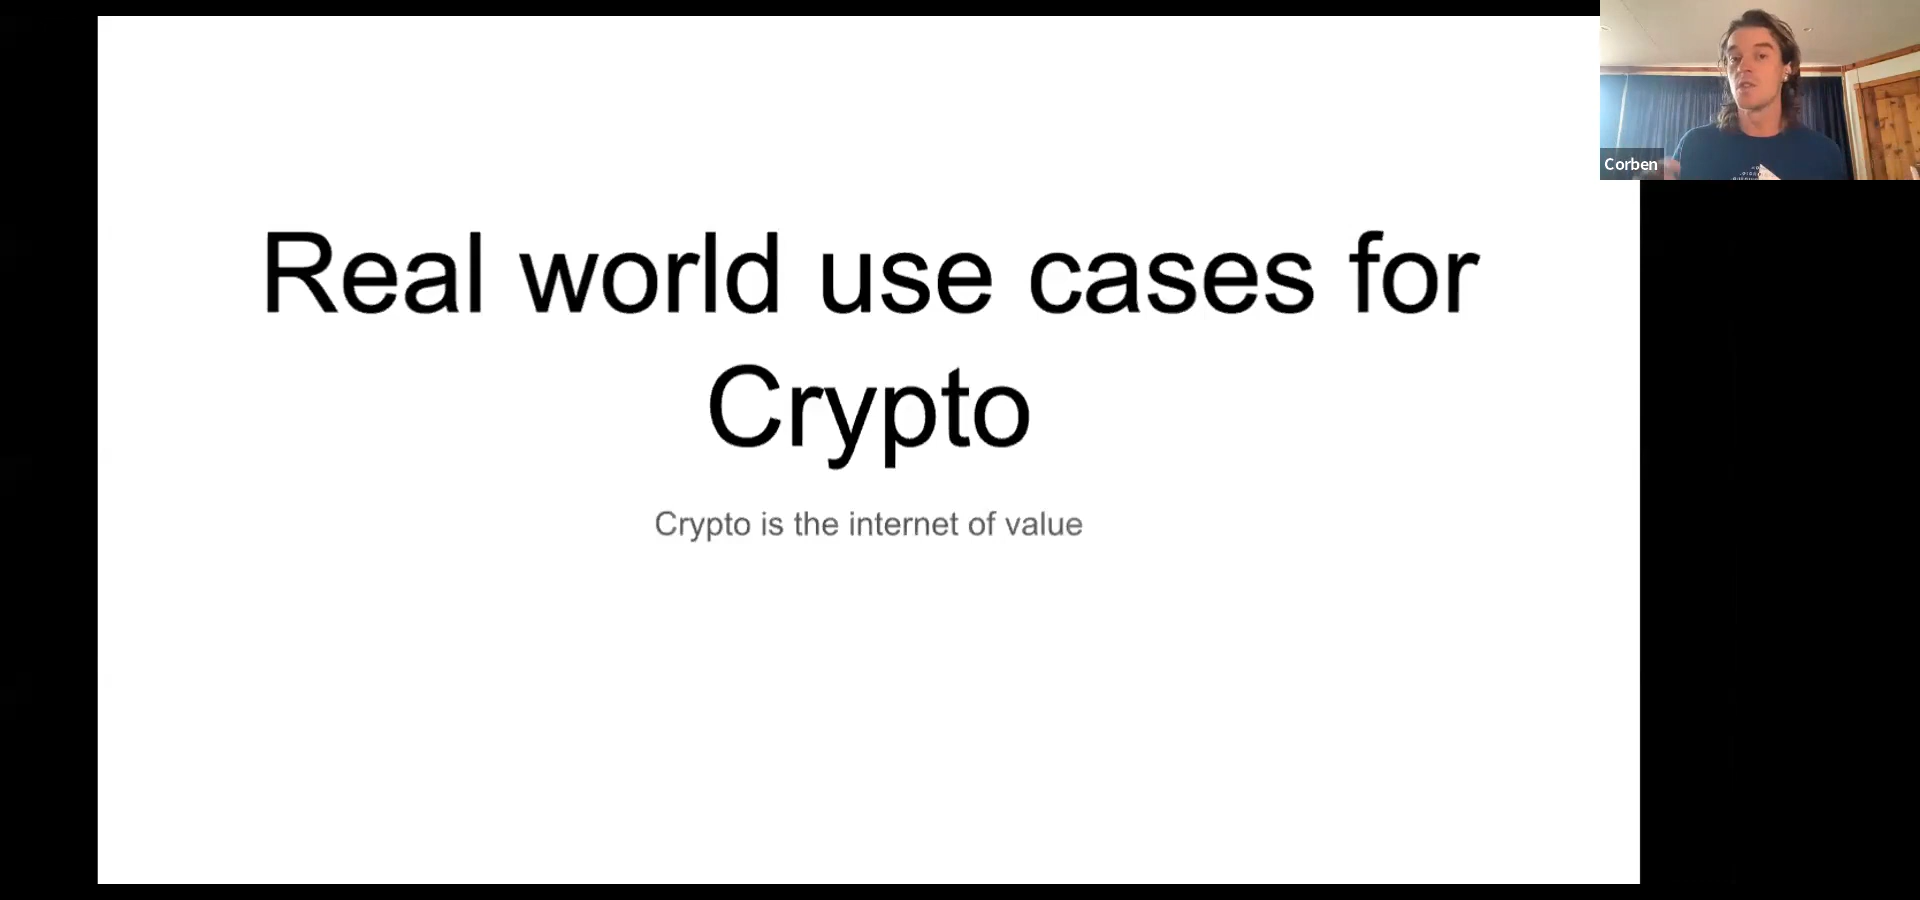 Real world use cases for
Crypto
Crypto is the internet of value
Corben